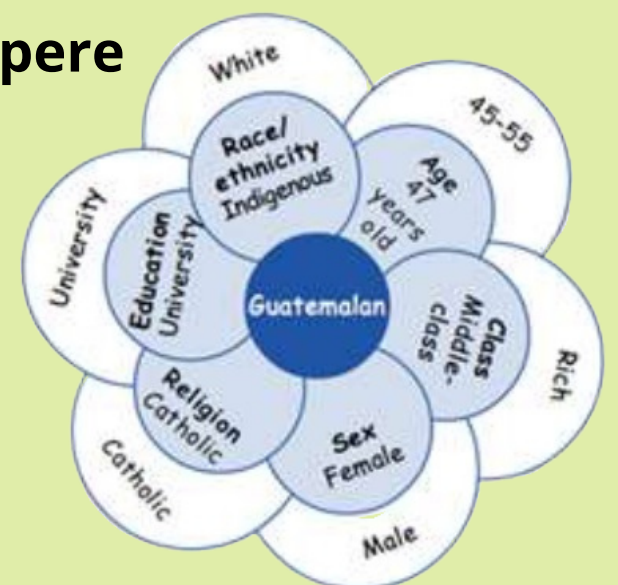 pere
White
Race/
ethnicity
Indigenous
45-55
Age
47
years
old
University
Education
University
Guatemalan
Class
Middle-
class
Rich
Religion
Catholic
Catholic
Sex
Female
Male